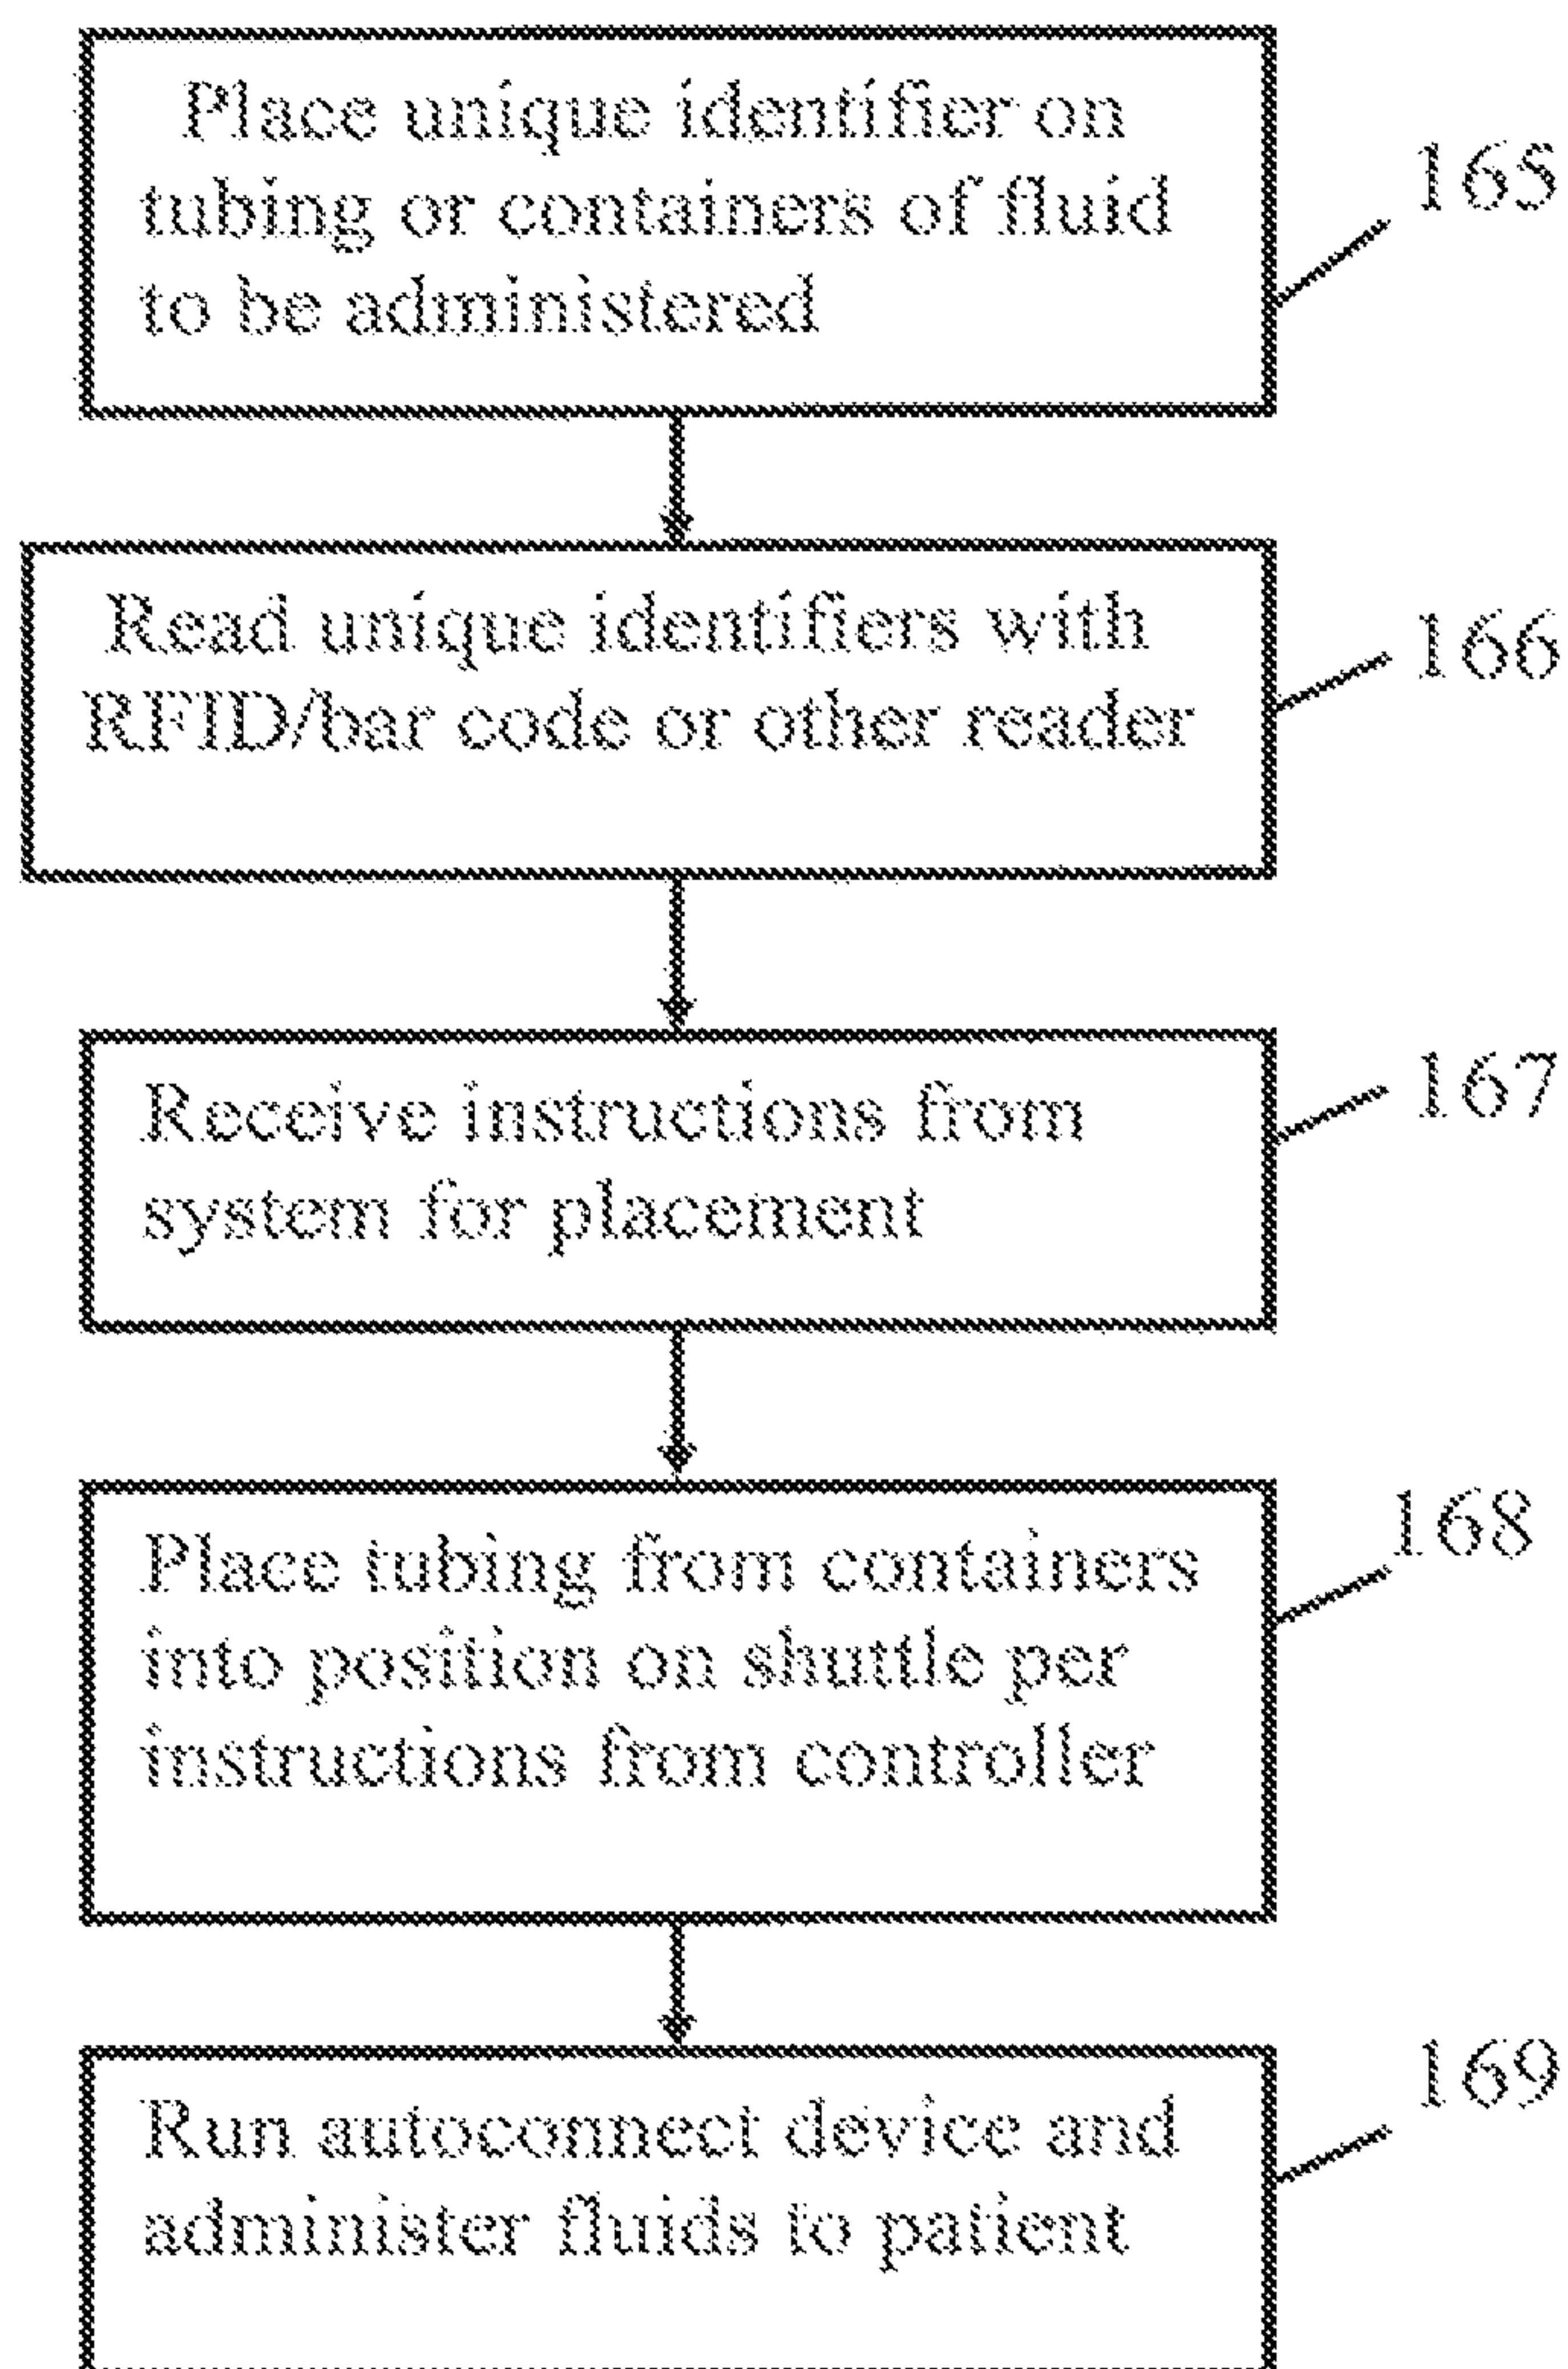 Place unique identifier on
tubing or containers of fluid
to be administered
165
Read unique identifiers with
RFID/bar code or other reader
166
Receive instructions from
system for placement
167
Place tubing from containers
into position on shuttle per
instructions from controller
168
Run autoconnect device and
administer fluids to patient
169